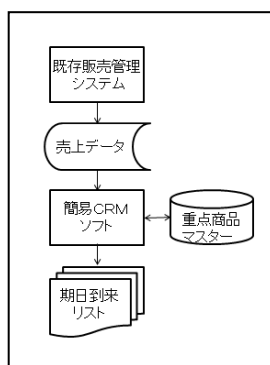 既存販売管理
システム
売上データ
簡易CRM
ソフト
重点商品
マスター
期日到来
リスト